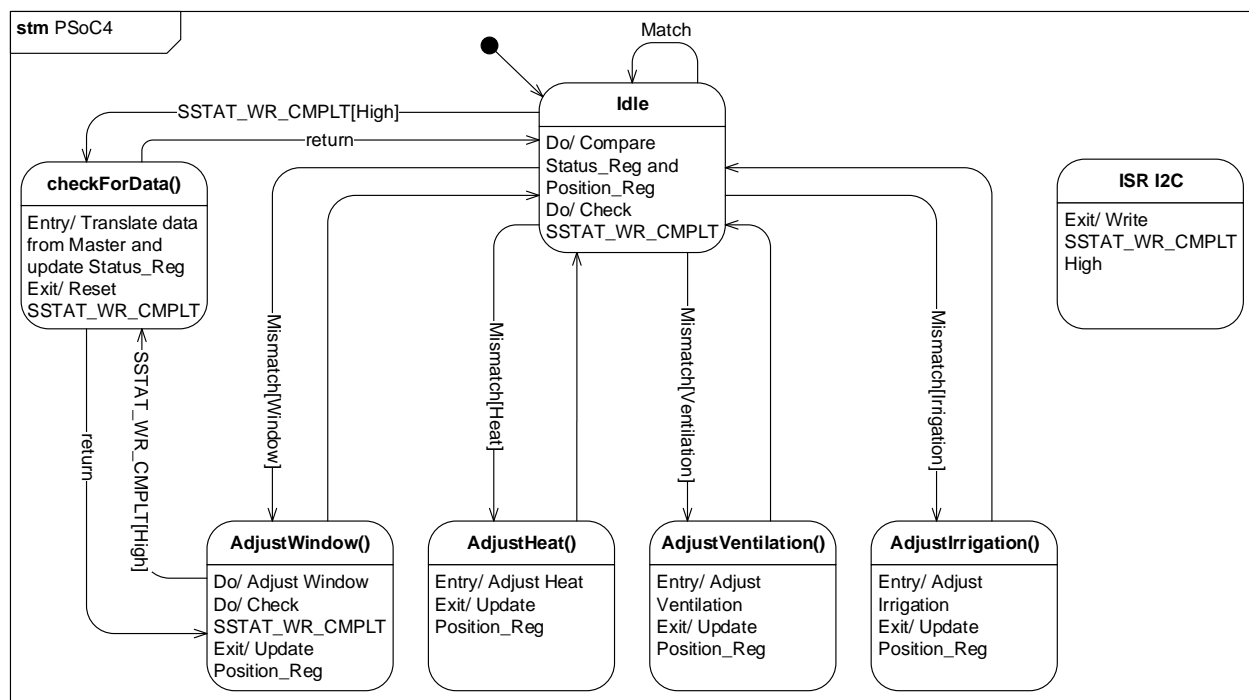 stm PSoC4
Match
Idle
Do/ Compare
Status_Reg and
Position_Reg
Do/ Check
SSTAT_WR_CMPLT
SSTAT_WR_CMPLT[High]
return
checkForData()
Entry/ Translate data
from Master and
update Status_Reg
Exit/ Reset
SSTAT_WR_CMPLT
ISR I2C
Exit/ Write
SSTAT_WR_CMPLT
High
return
SSTAT_WR_CMPLT[High]
Mismatch[Window]
Mismatch[Heat]
Mismatch[Ventilation]
Mismatch[Irrigation]
AdjustWindow()
Do/ Adjust Window
Do/ Check
SSTAT_WR_CMPLT
Exit/ Update
Position_Reg
AdjustHeat()
Entry/ Adjust Heat
Exit/ Update
Position_Reg
AdjustVentilation()
Entry/ Adjust
Ventilation
Exit/ Update
Position_Reg
AdjustIrrigation()
Entry/ Adjust
Irrigation
Exit/ Update
Position_Reg